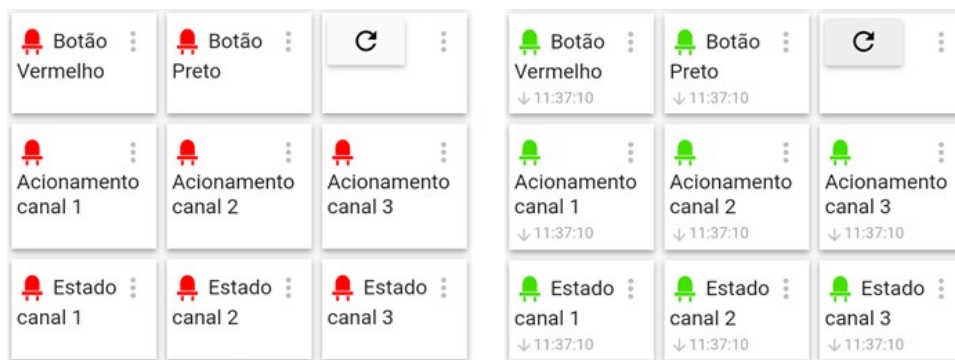 Botão
Vermelho
Botão
Preto
Acionamento
canal 1
Acionamento
canal 2
Acionamento
canal 3
Estado
canal 1
Estado
canal 2
Estado
canal 3
Botão
Vermelho
11:37:10
Botão
Preto
11:37:10
Acionamento
canal 1
11:37:10
Acionamento
canal 2
11:37:10
Acionamento
canal 3
11:37:10
Estado
canal 1
11:37:10
Estado
canal 2
11:37:10
Estado
canal 3
11:37:10